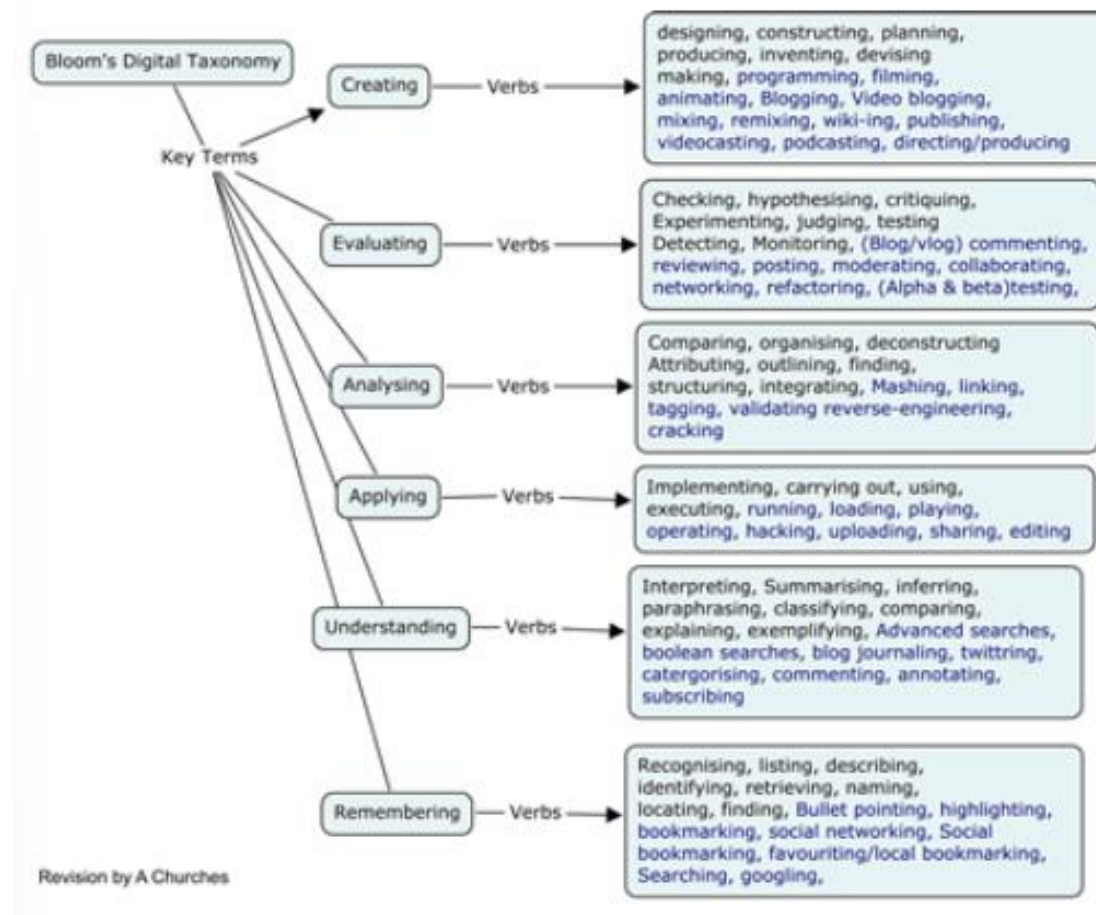 Bloom's Digital Taxonomy
Key Terms
Creating
Verbs
designing, constructing, planning,
producing, inventing, devising
making, programming, filming,
animating, Blogging, Video blogging,
mixing, remixing, wiki-ing, publishing,
videocasting, podcasting, directing/producing
Evaluating
Verbs
Checking, hypothesising, critiquing,
Experimenting, judging, testing
Detecting, Monitoring, (Blog/vlog) commenting,
reviewing, posting, moderating, collaborating,
networking, refactoring, (Alpha & beta)testing,
Analysing
Verbs
Comparing, organising, deconstructing
Attributing, outlining, finding,
structuring, integrating, Mashing, linking,
tagging, validating reverse-engineering,
cracking
Applying
Verbs
Implementing, carrying out, using,
executing, running, loading, playing,
operating, hacking, uploading, sharing, editing
Understanding
Verbs
Interpreting, Summarising, inferring,
paraphrasing, classifying, comparing,
explaining, exemplifying, Advanced searches,
boolean searches, blog journaling, twittring,
catergorising, commenting, annotating,
subscribing
Remembering
Verbs
Recognising, listing, describing,
identifying, retrieving, naming,
locating, finding, Bullet pointing, highlighting,
bookmarking, social networking, Social
bookmarking, favouriting/local bookmarking,
Searching, googling,
Revision by A Churches